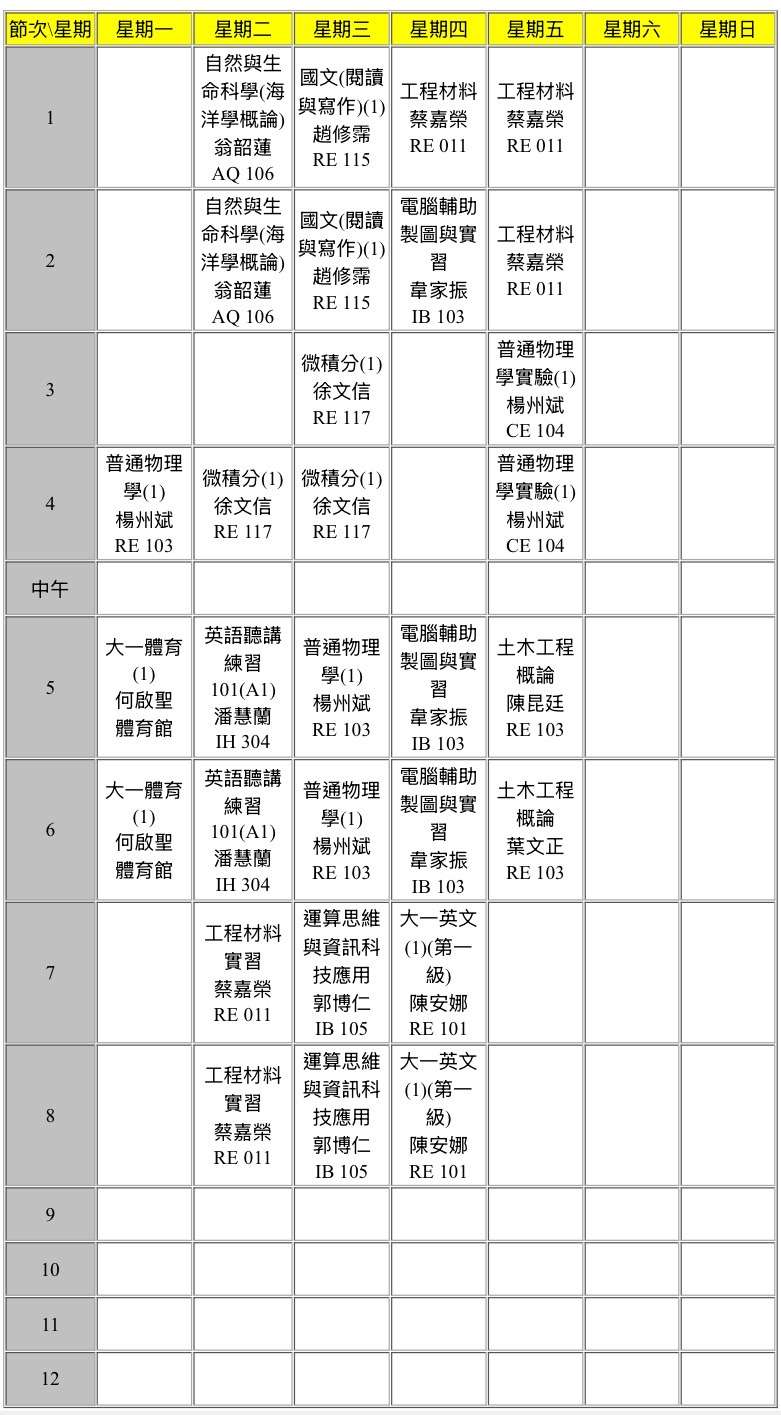 節次\星期 星期一 星期二 星期三 星期四 星期五 星期六 星期日
1
自然與生
命科學(海
洋學概論)
翁韶蓮
AQ 106
國文(閱讀
與寫作)(1)
趙修霈
RE 115
工程材料
蔡嘉榮
RE 011
工程材料
蔡嘉榮
RE 011
2
自然與生
命科學(海
洋學概論)
翁韶蓮
AQ 106
國文(閱讀
與寫作)(1)
趙修霈
RE 115
電腦輔助
製圖與實
習
韋家振
IB 103
工程材料
蔡嘉榮
RE 011
3
微積分(1)
徐文信
RE 117
普通物理
學實驗(1)
楊州斌
CE 104
4
普通物理
學(1)
楊州斌
RE 103
微積分(1)
徐文信
RE 117
微積分(1)
徐文信
RE 117
普通物理
學實驗(1)
楊州斌
CE 104
中午
5
大一體育
(1)
何啟聖
體育館
英語聽講
練習
101(A1)
潘慧蘭
IH 304
普通物理
學(1)
楊州斌
RE 103
電腦輔助
製圖與實
習
韋家振
IB 103
土木工程
概論
陳昆廷
RE 103
6
大一體育
(1)
何啟聖
體育館
英語聽講
練習
101(A1)
潘慧蘭
IH 304
普通物理
學(1)
楊州斌
RE 103
電腦輔助
製圖與實
習
韋家振
IB 103
土木工程
概論
葉文正
RE 103
7
工程材料
實習
蔡嘉榮
RE 011
運算思維
與資訊科
技應用
郭博仁
IB 105
大一英文
(1)(第一
級)
陳安娜
RE 101
8
工程材料
實習
蔡嘉榮
RE 011
運算思維
與資訊科
技應用
郭博仁
IB 105
大一英文
(1)(第一
級)
陳安娜
RE 101
9
10
11
12